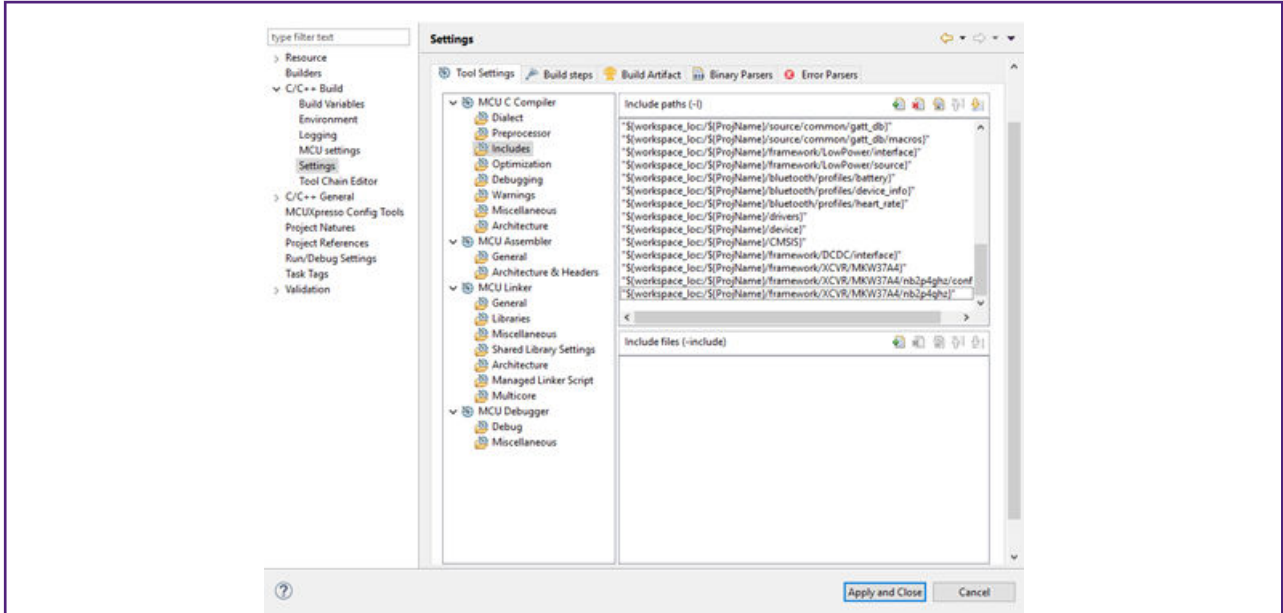 type filter text
Resource
Builders
C/C++ Build
Build Variables
Environment
Logging
MCU settings
Settings
Tool Chain Editor
C/C++ General
MCUXpresso Config Tools
Project Natures
Project References
Run/Debug Settings
Task Tags
Validation
Settings
Tool Settings
Build steps
Build Artifact
Binary Parsers
Error Parsers
MCU C Compiler
Dialect
Preprocessor
Includes
Optimization
Debugging
Warnings
Miscellaneous
Architecture
MCU Assembler
General
Architecture & Headers
MCU Linker
General
Libraries
Miscellaneous
Shared Library Settings
Architecture
Managed Linker Script
Multicore
MCU Debugger
Debug
Miscellaneous
Include paths (-I)
"${workspace_loc:/${ProjName}/source/common/gatt_db}"
"${workspace_loc:/${ProjName}/source/common/gatt_db/macros}"
"${workspace_loc:/${ProjName}/framework/LowPower/interface}"
"${workspace_loc:/${ProjName}/framework/LowPower/source}"
"${workspace_loc:/${ProjName}/bluetooth/profiles/battery}"
"${workspace_loc:/${ProjName}/bluetooth/profiles/device_info}"
"${workspace_loc:/${ProjName}/bluetooth/profiles/heart_rate}"
"${workspace_loc:/${ProjName}/drivers}"
"${workspace_loc:/${ProjName}/device}"
"${workspace_loc:/${ProjName}/CMSIS}"
"${workspace_loc:/${ProjName}/framework/DCDC/interface}"
"${workspace_loc:/${ProjName}/framework/XCVR/MKW37A4}"
"${workspace_loc:/${ProjName}/framework/XCVR/MKW37A4/nb2p4ghz/conf
"${workspace_loc:/${ProjName}/framework/XCVR/MKW37A4/nb2p4ghz}"
Include files (-include)
Apply and Close
Cancel